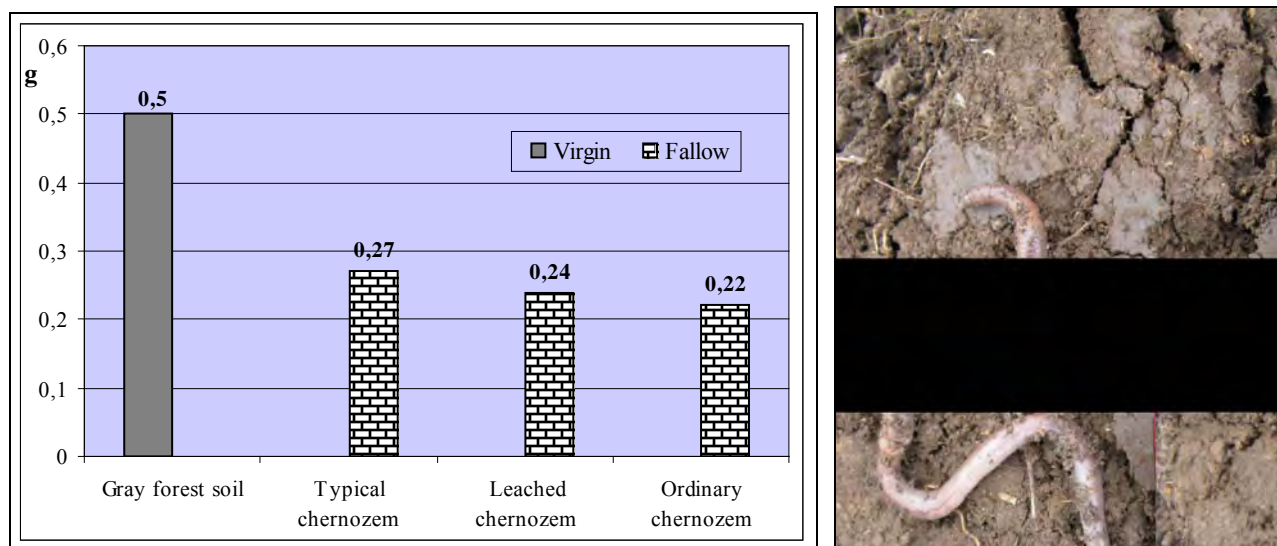 0,6
g
0,5
0,4
0,3
0,2
0,1
0
0,5
0,27
0,24
0,22
Virgin Fallow
Gray forest soil
Typical
chernozem
Leached
chernozem
Ordinary
chernozem